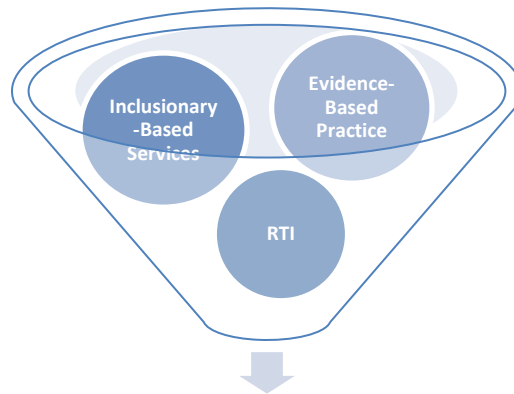 Inclusionary
-Based
Services
Evidence-
Based
Practice
RTI